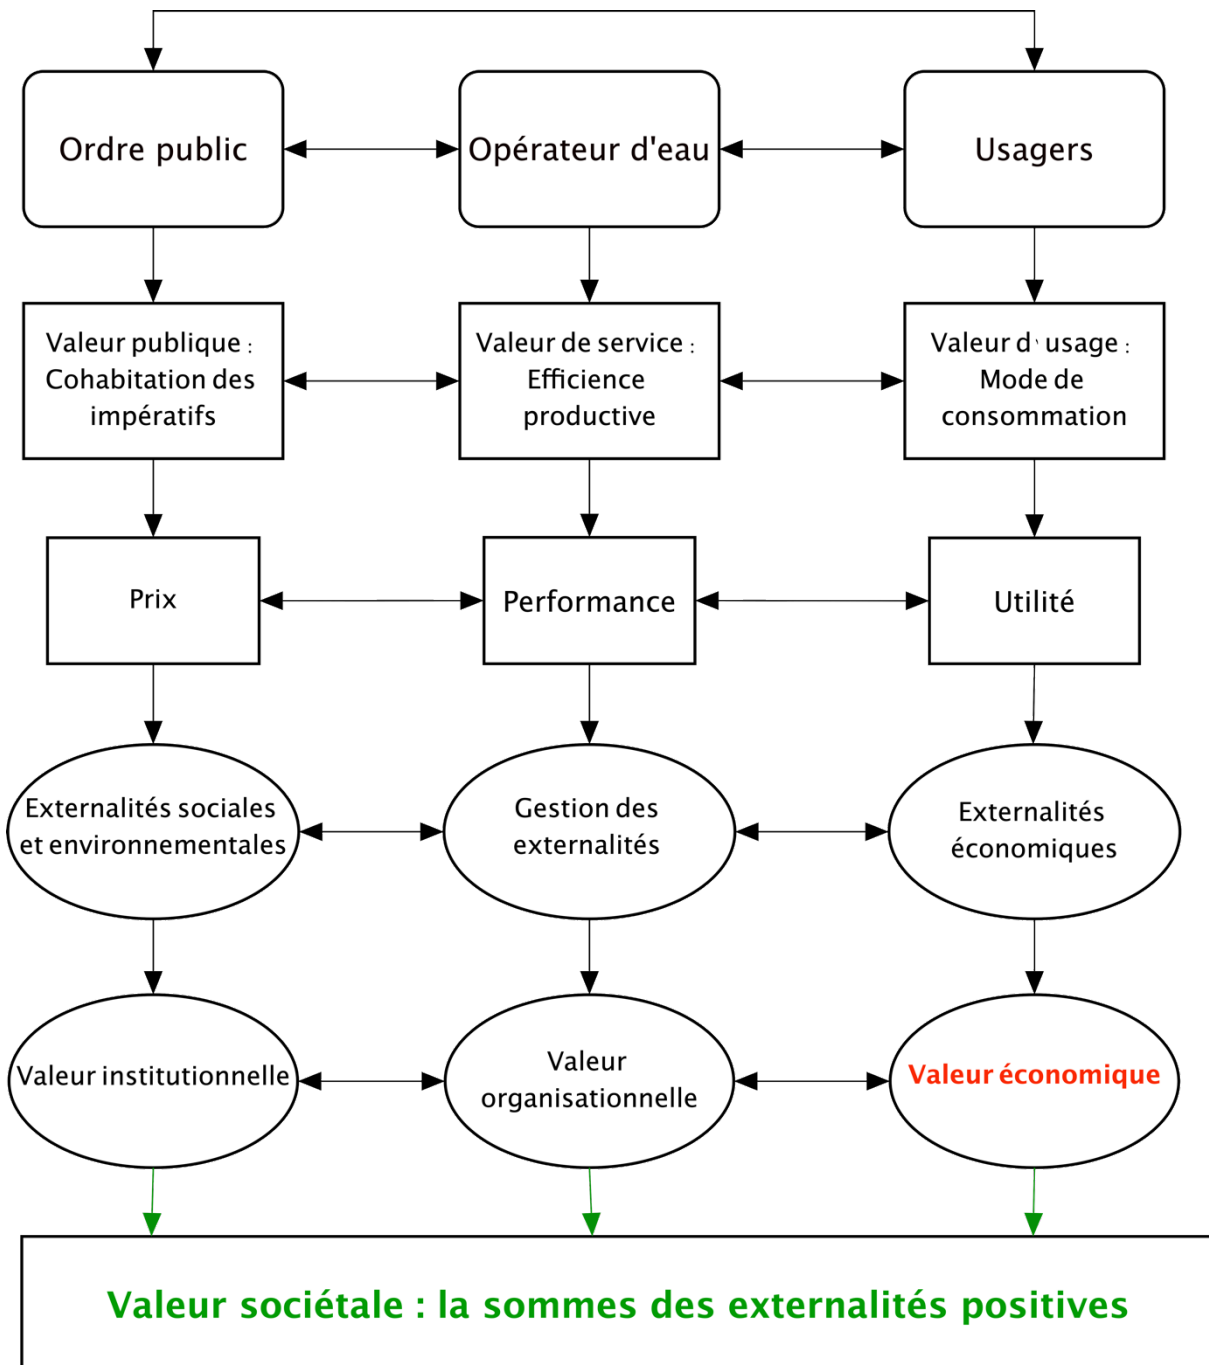 Ordre public
Opérateur d'eau
Usagers
Valeur publique :
Cohabitation des
impératifs
Valeur de service :
Efficience
productive
Valeur d' usage :
Mode de
consommation
Prix
Performance
Utilité
Externalités sociales
et environnementales
Gestion des
externalités
Externalités
économiques
Valeur institutionnelle
Valeur
organisationnelle
Valeur économique
Valeur sociétale : la sommes des externalités positives